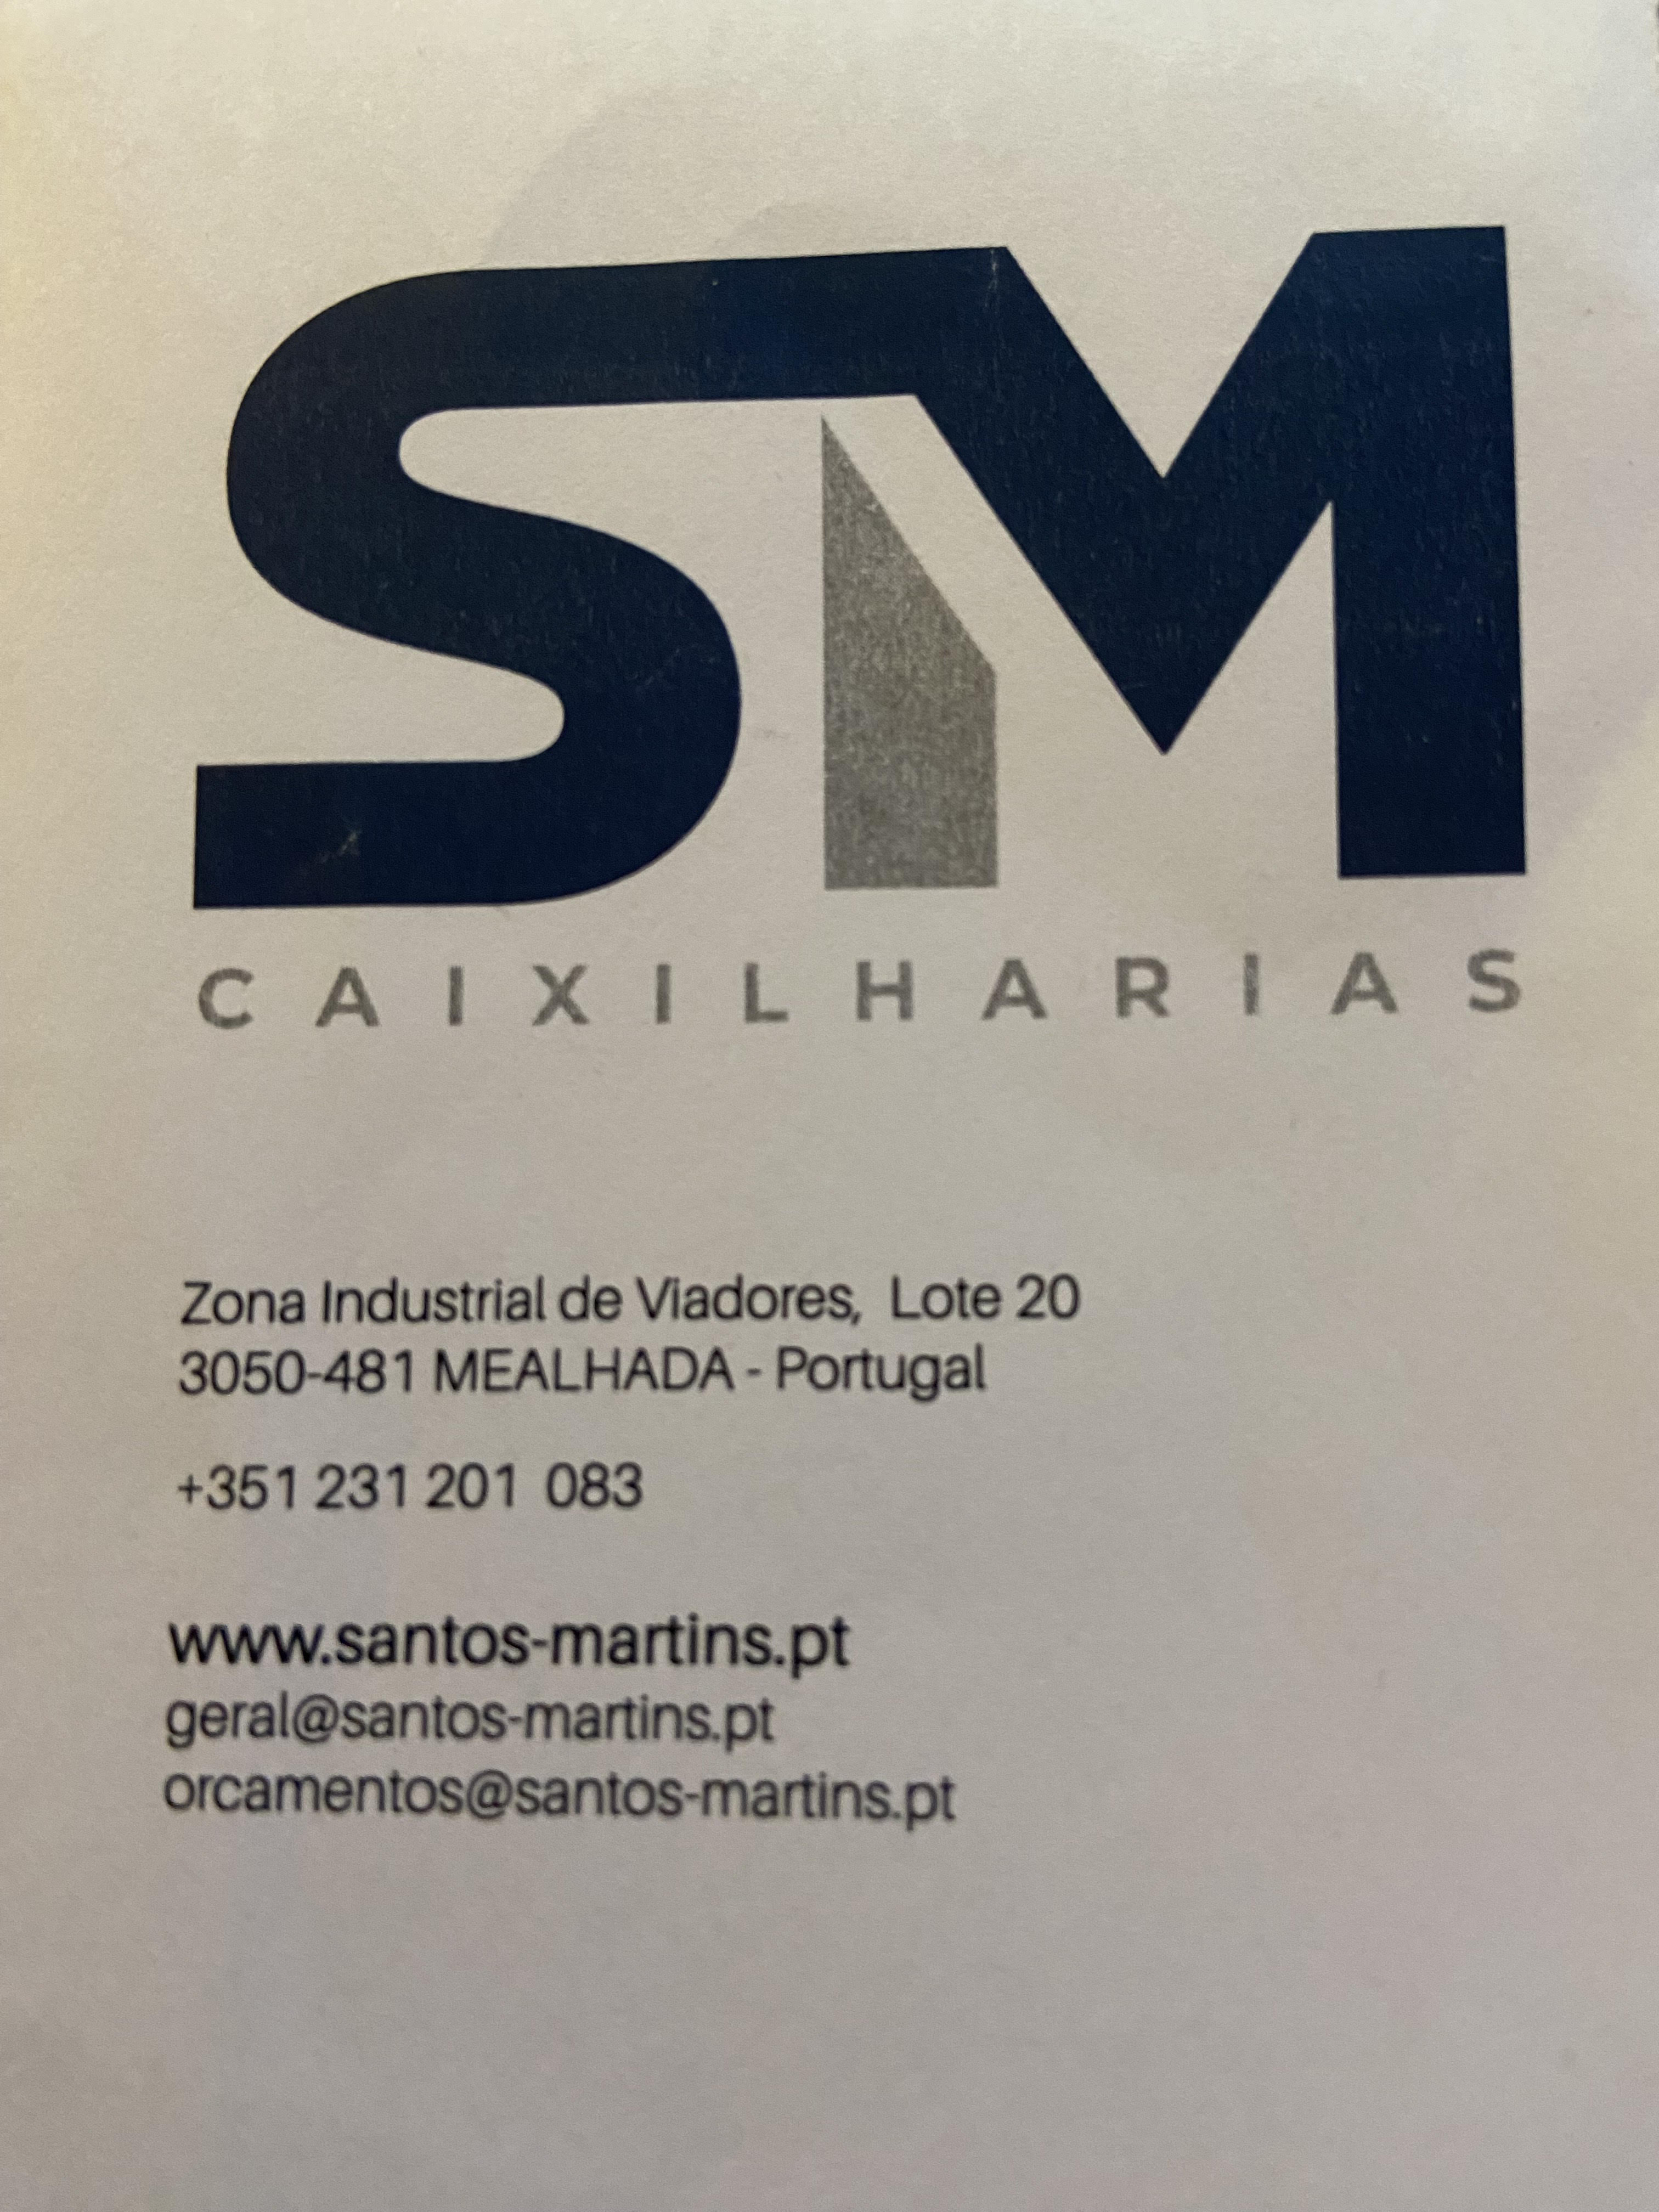 SM
CAIXILHARIAS
Zona Industrial de Viadores, Lote 20
3050-481 MEALHADA - Portugal
+351 231 201 083
www.santos-martins.pt
geral@santos-martins.pt
orcamentos@santos-martins.pt